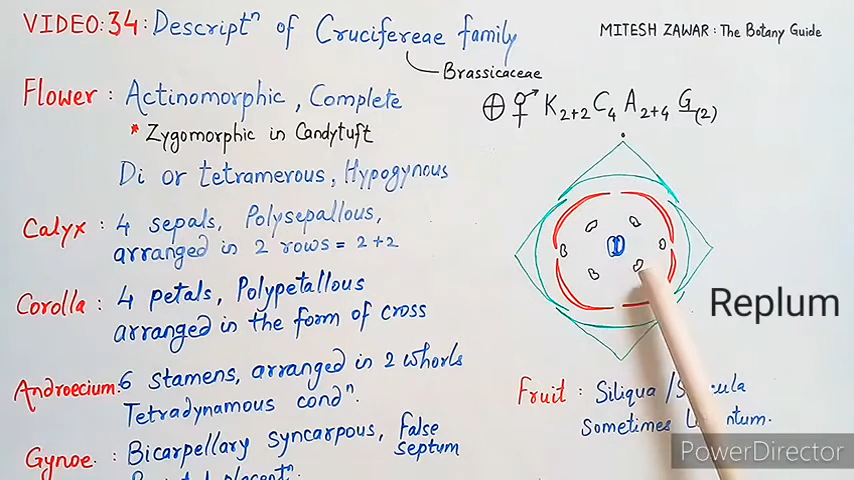 VIDEO: 34: Descriptⁿ of Crucifereae family
MITESH ZAWAR: The Botany Guide
Brassicaceae
Flower: Actinomorphic, Complete
* Zygomorphic in Candytuft
Di or tetramerous, Hypogynous
⊕ ⚥ K2+2 C4 A2+4 G(2)
Calyx: 4 sepals, Polysepallous,
arranged in 2 rows = 2+2
Corolla: 4 petals, Polypetallous
arranged in the form of cross
Replum
Androecium: 6 stamens, arranged in 2 whorls
Tetradynamous condⁿ.
Gynoe: Bicarpellary syncarpous, False
septum
Fruit: Siliqua /
Sometimes
PowerDirector